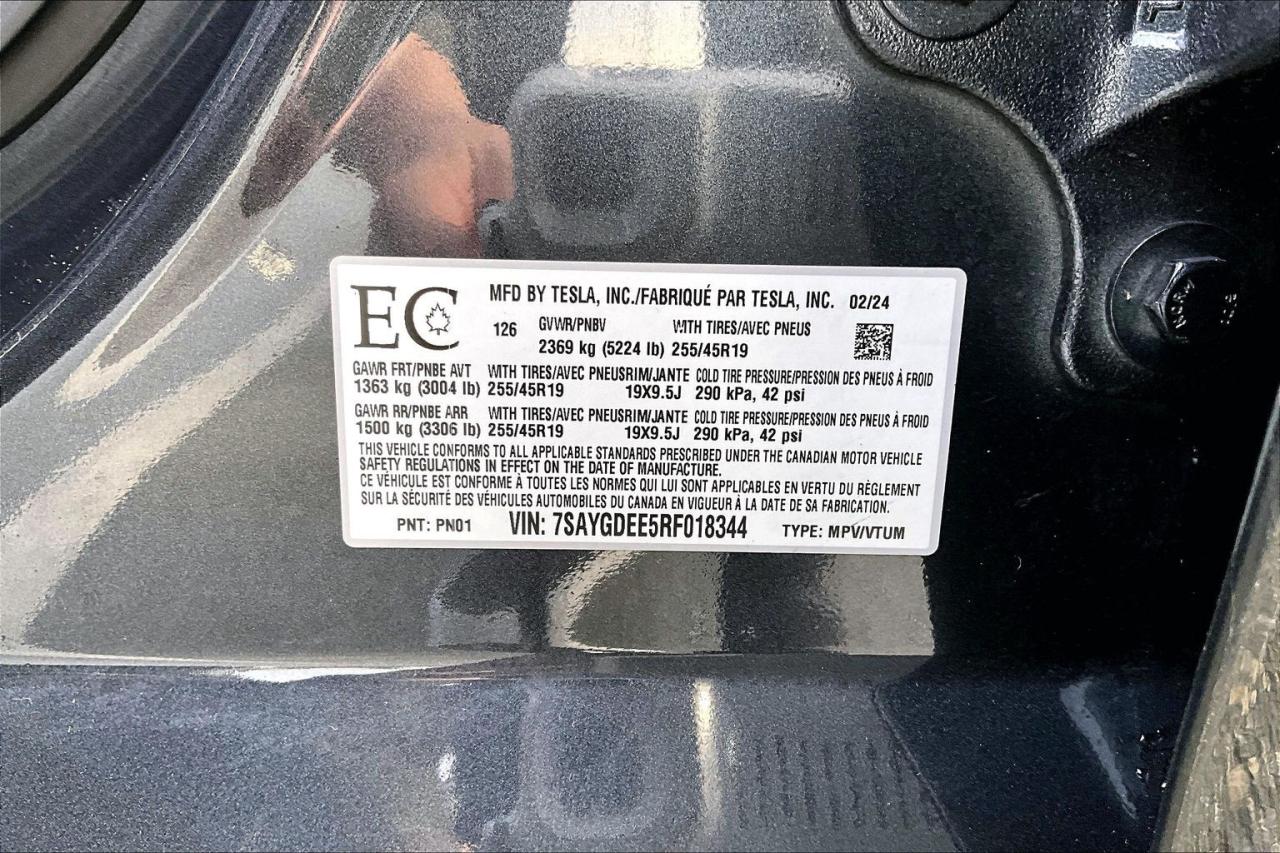 EC
MFD BY TESLA, INC./FABRIQUÉ PAR TESLA, INC. 02/24
126 GVWR/PNBV WITH TIRES/AVEC PNEUS
2369 kg (5224 lb) 255/45R19
GAWR FRT/PNBE AVT WITH TIRES/AVEC PNEUS RIM/JANTE COLD TIRE PRESSURE/PRESSION DES PNEUS À FROID
1363 kg (3004 lb) 255/45R19 19X9.5J 290 kPa, 42 psi
GAWR RR/PNBE ARR WITH TIRES/AVEC PNEUS RIM/JANTE COLD TIRE PRESSURE/PRESSION DES PNEUS À FROID
1500 kg (3306 lb) 255/45R19 19X9.5J 290 kPa, 42 psi
THIS VEHICLE CONFORMS TO ALL APPLICABLE STANDARDS PRESCRIBED UNDER THE CANADIAN MOTOR VEHICLE
SAFETY REGULATIONS IN EFFECT ON THE DATE OF MANUFACTURE.
CE VÉHICULE EST CONFORME À TOUTES LES NORMES QUI LUI SONT APPLICABLES EN VERTU DU RÈGLEMENT
SUR LA SÉCURITÉ DES VÉHICULES AUTOMOBILES DU CANADA EN VIGUEUR À LA DATE DE SA FABRICATION.
PNT: PN01 VIN: 7SAYGDEE5RF018344 TYPE: MPV/VTUM